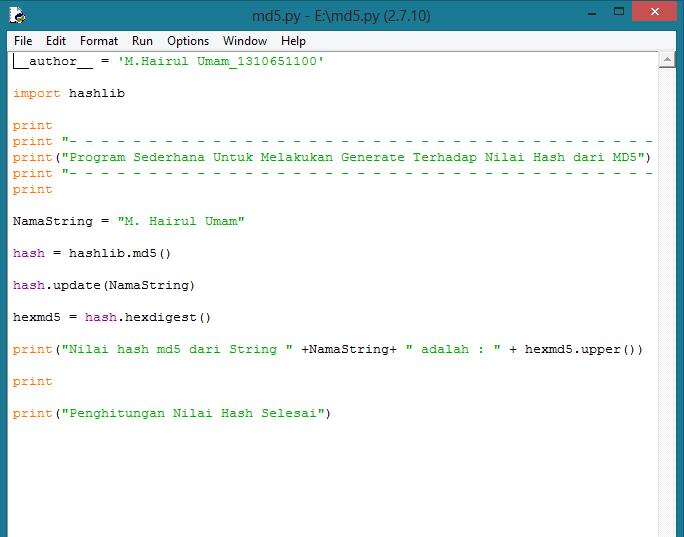 md5.py - E:\md5.py (2.7.10)
File Edit Format Run Options Window Help
__author__ = 'M.Hairul Umam_1310651100'
import hashlib
print
print "- - - - - - - - - - - - - - - - - - - - - - - - - - - - - - - - - - - - -
print("Program Sederhana Untuk Melakukan Generate Terhadap Nilai Hash dari MD5")
print "- - - - - - - - - - - - - - - - - - - - - - - - - - - - - - - - - - - - -
print
NamaString = "M. Hairul Umam"
hash = hashlib.md5()
hash.update(NamaString)
hexmd5 = hash.hexdigest()
print("Nilai hash md5 dari String " +NamaString+ " adalah : " + hexmd5.upper())
print
print("Penghitungan Nilai Hash Selesai")